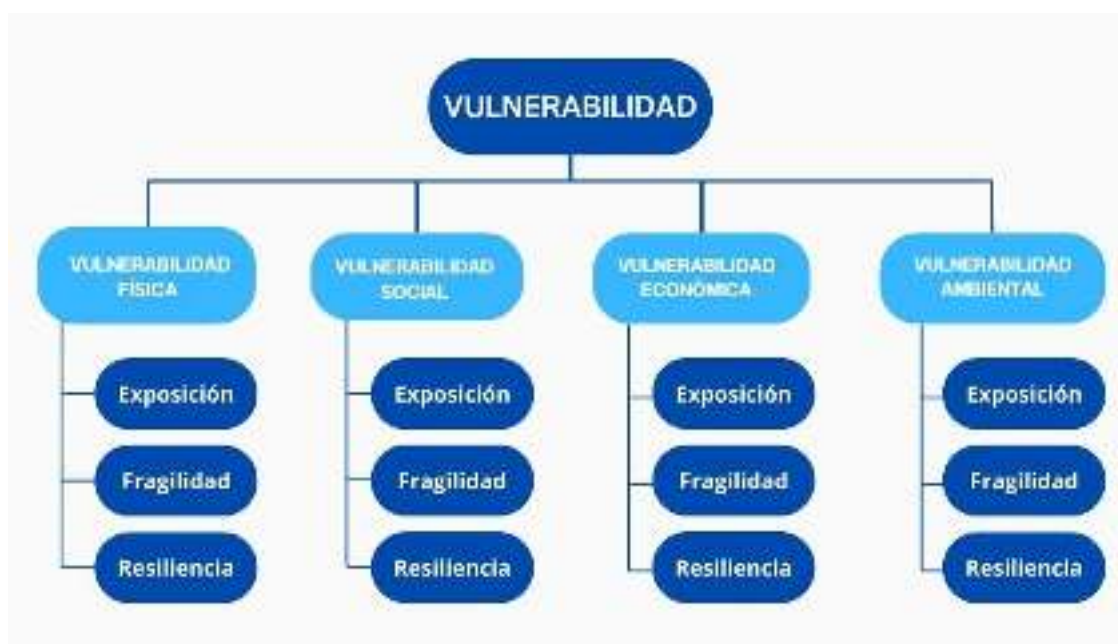 VULNERABILIDAD
VULNERABILIDAD
FÍSICA
Exposición
Fragilidad
Resiliencia
VULNERABILIDAD
SOCIAL
Exposición
Fragilidad
Resiliencia
VULNERABILIDAD
ECONÓMICA
Exposición
Fragilidad
Resiliencia
VULNERABILIDAD
AMBIENTAL
Exposición
Fragilidad
Resiliencia